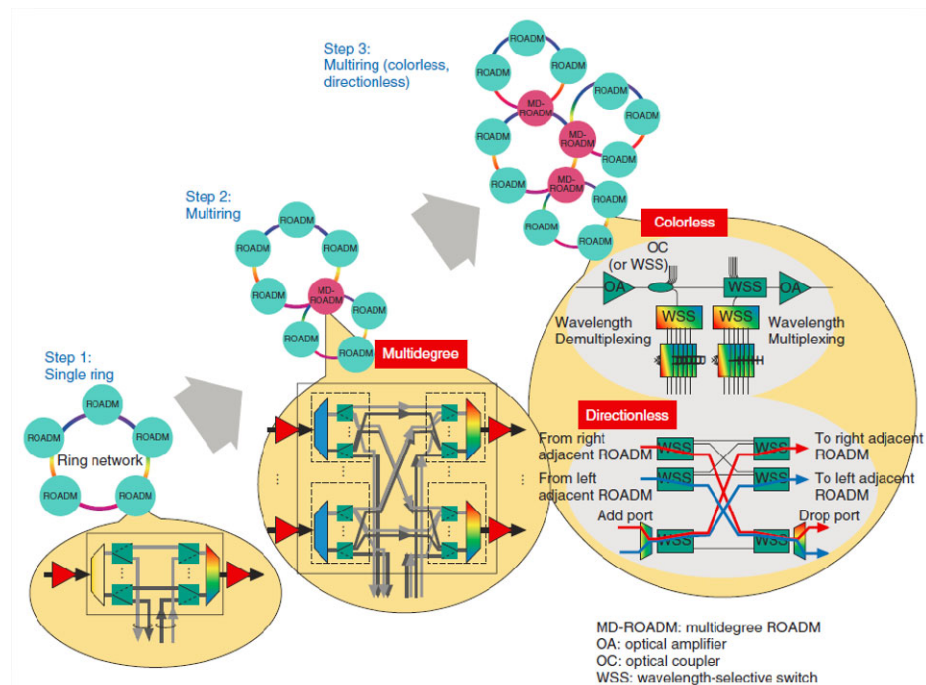 Step 3:
Multiring (colorless,
directionless)
ROADM
ROADM
ROADM
ROADM
ROADM
MD-
ROADM
MD-
ROADM
ROADM
ROADM
ROADM
MD-
ROADM
ROADM
ROADM
ROADM
ROADM
Step 2:
Multiring
ROADM
ROADM
ROADM
ROADM
MD-
ROADM
ROADM
ROADM
ROADM
Multidegree
Step 1:
Single ring
ROADM
ROADM
ROADM
Ring network
ROADM
ROADM
Colorless
OC
(or WSS)
OA
WSS
OA
WSS
WSS
Wavelength
Demultiplexing
Wavelength
Multiplexing
Directionless
From right
adjacent ROADM
WSS
WSS
To right adjacent
ROADM
From left
adjacent ROADM
WSS
WSS
To left adjacent
ROADM
Add port
Drop port
WSS
WSS
MD-ROADM: multidegree ROADM
OA: optical amplifier
OC: optical coupler
WSS: wavelength-selective switch